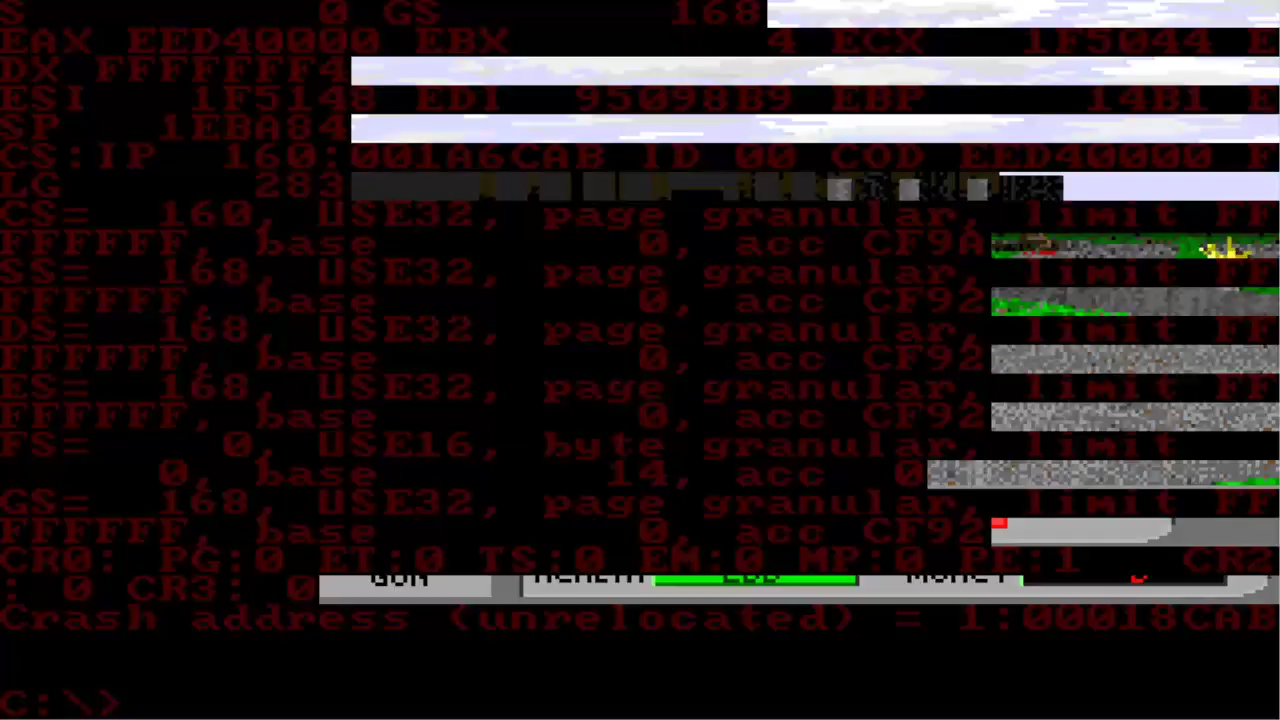 S 0 GS 168
EAX EED40000 EBX 4 ECX 1F5044 E
DX FFFFFFF4
ESI 1F5148 EDI 95098B9 EBP 14B1 E
SP 1EBA84
CS:IP 160:001A6CAB ID 00 COD EED40000 F
LG 283
CS= 160, USE32, page granular, limit FF
FFFFFF, base 0, acc CF9A
SS= 168, USE32, page granular, limit FF
FFFFFF, base 0, acc CF92
DS= 168, USE32, page granular, limit FF
FFFFFF, base 0, acc CF92
ES= 168, USE32, page granular, limit FF
FFFFFF, base 0, acc CF92
FS= 0, USE16, byte granular, limit
0, base 14, acc 0
GS= 168, USE32, page granular, limit FF
FFFFFF, base 0, acc CF92
CR0: PG:0 ET:0 TS:0 EM:0 MP:0 PE:1 CR2
: 0 CR3: 0 GUN HEALTH MONEY
Crash address (unrelocated) = 1:00018CAB
C:\>